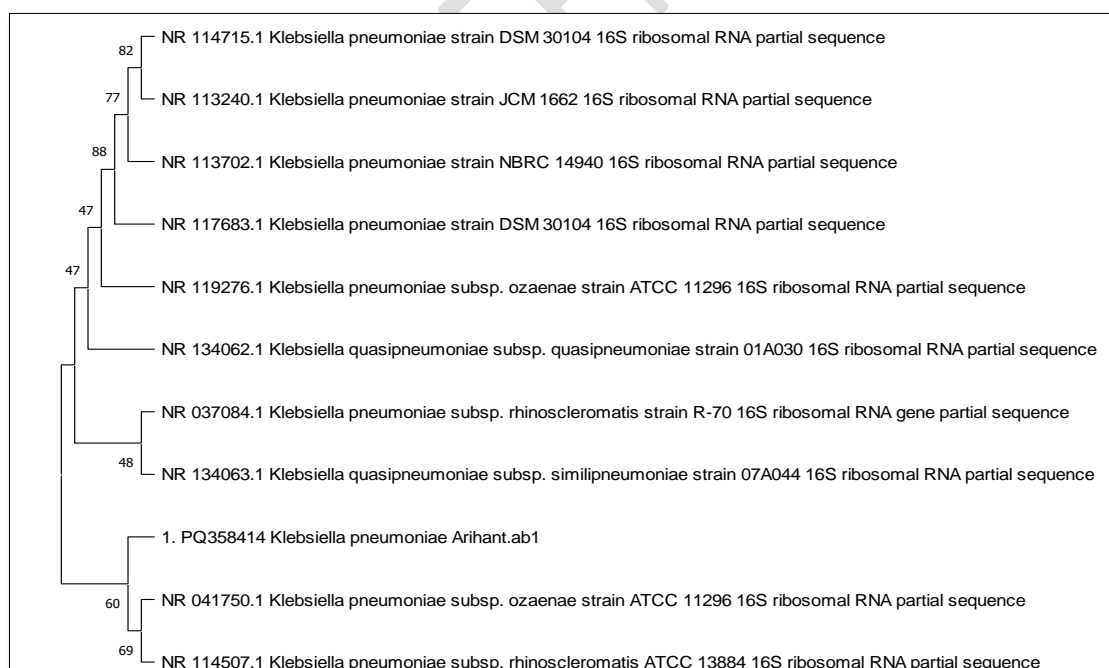 NR 114715.1 Klebsiella pneumoniae strain DSM 30104 16S ribosomal RNA partial sequence
82
NR 113240.1 Klebsiella pneumoniae strain JCM 1662 16S ribosomal RNA partial sequence
77
NR 113702.1 Klebsiella pneumoniae strain NBRC 14940 16S ribosomal RNA partial sequence
88
NR 117683.1 Klebsiella pneumoniae strain DSM 30104 16S ribosomal RNA partial sequence
47
NR 119276.1 Klebsiella pneumoniae subsp. ozaenae strain ATCC 11296 16S ribosomal RNA partial sequence
47
NR 134062.1 Klebsiella quasipneumoniae subsp. quasipneumoniae strain 01A030 16S ribosomal RNA partial sequence
NR 037084.1 Klebsiella pneumoniae subsp. rhinoscleromatis strain R-70 16S ribosomal RNA gene partial sequence
48
NR 134063.1 Klebsiella quasipneumoniae subsp. similipneumoniae strain 07A044 16S ribosomal RNA partial sequence
1. PQ358414 Klebsiella pneumoniae Arihant.ab1
60
NR 041750.1 Klebsiella pneumoniae subsp. ozaenae strain ATCC 11296 16S ribosomal RNA partial sequence
69
NR 114507.1 Klebsiella pneumoniae subsp. rhinoscleromatis ATCC 13884 16S ribosomal RNA partial sequence